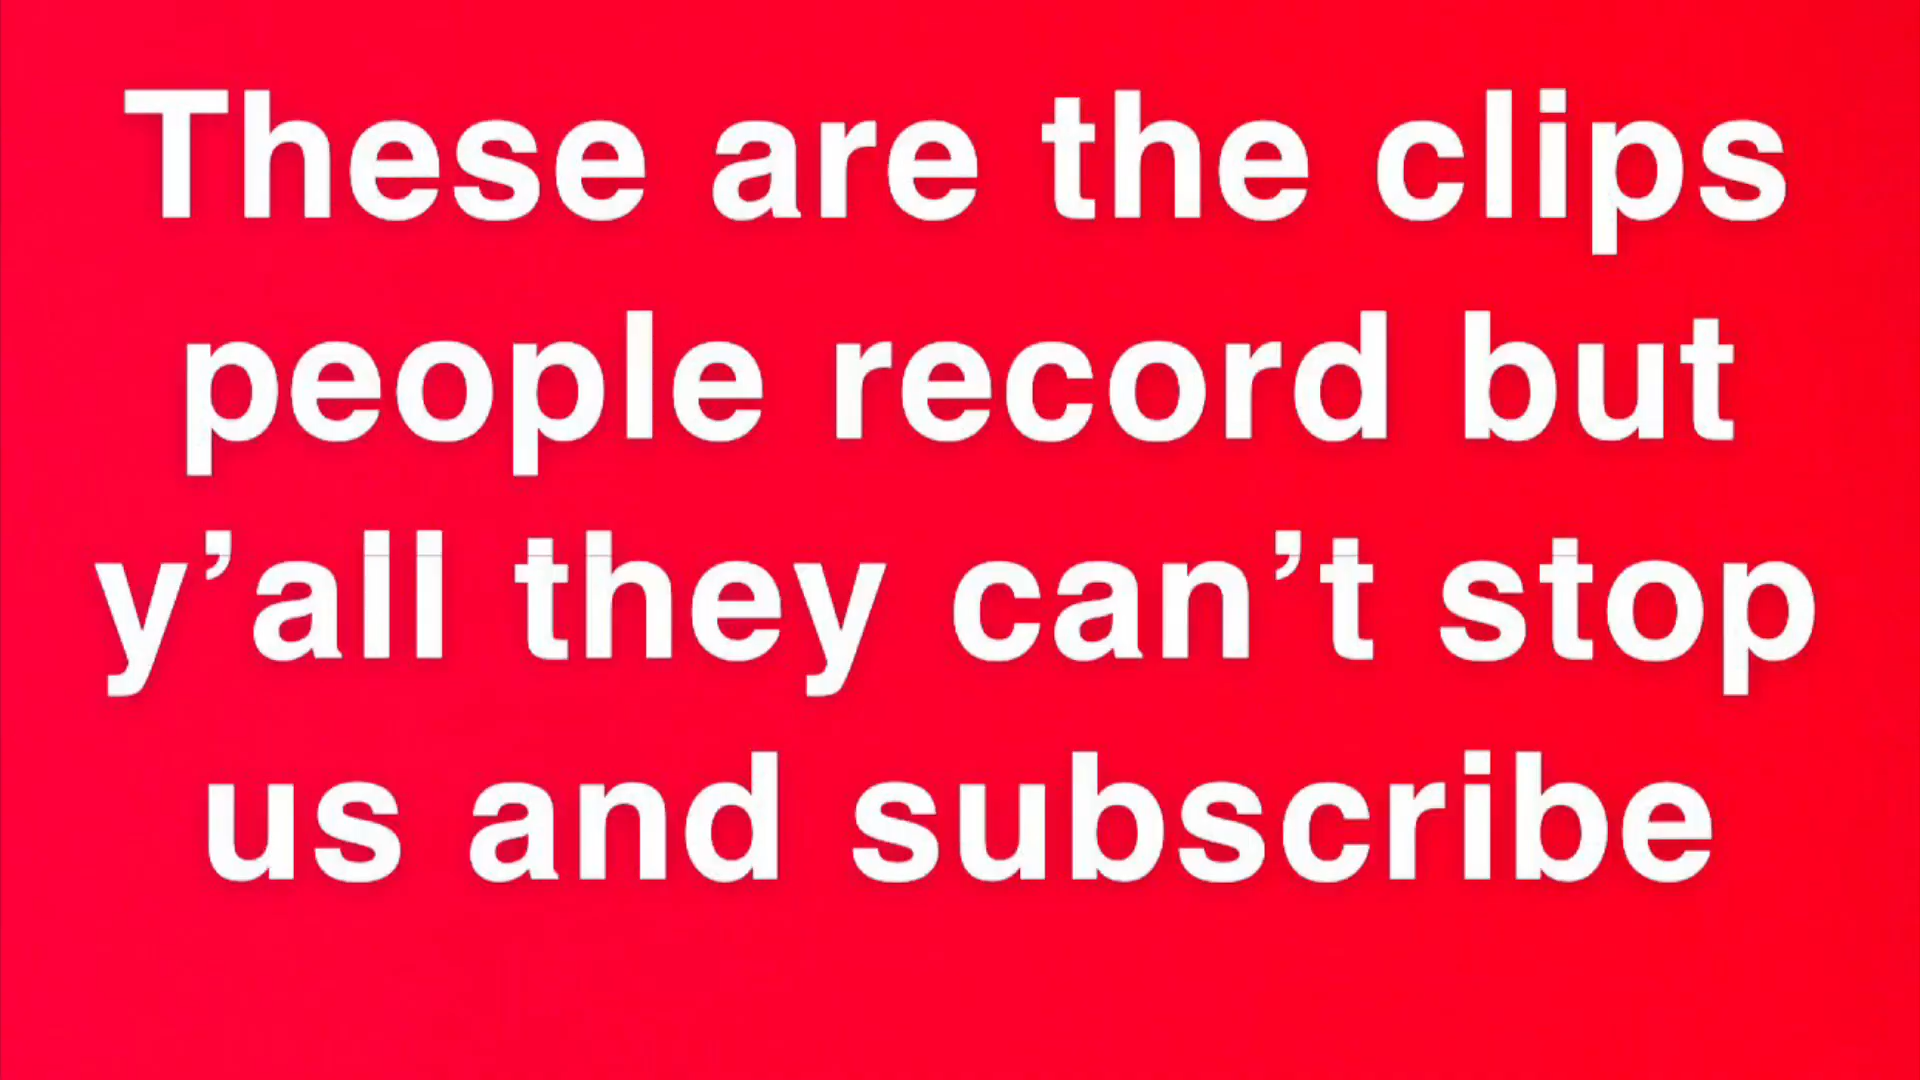 These are the clips
people record but
y’all they can’t stop
us and subscribe